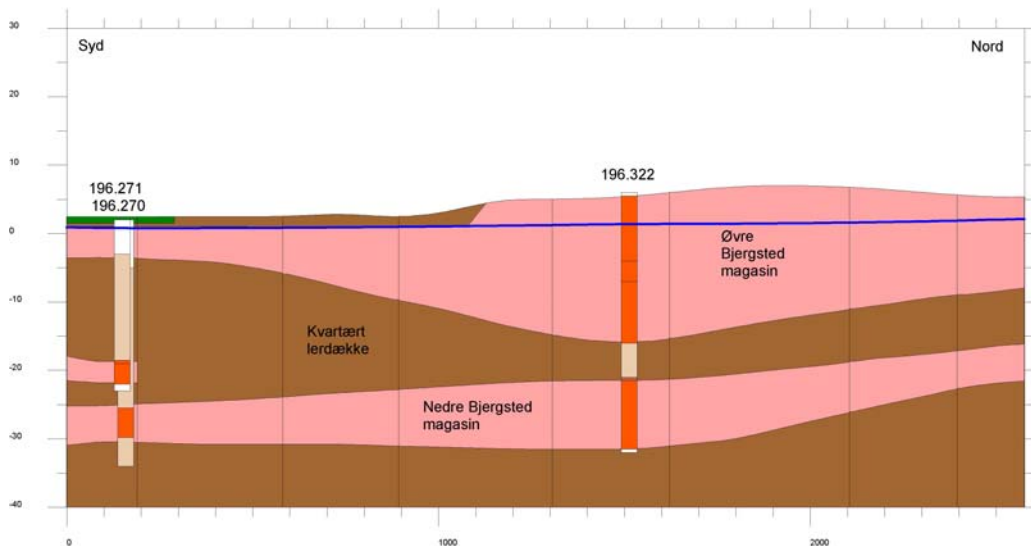 30
Syd
Nord
20
10
196.271
196.270
196.322
0
Øvre
Bjergsted
magasin
-10
Kvartært
lerdække
-20
Nedre Bjergsted
magasin
-30
-40
0
1000
2000